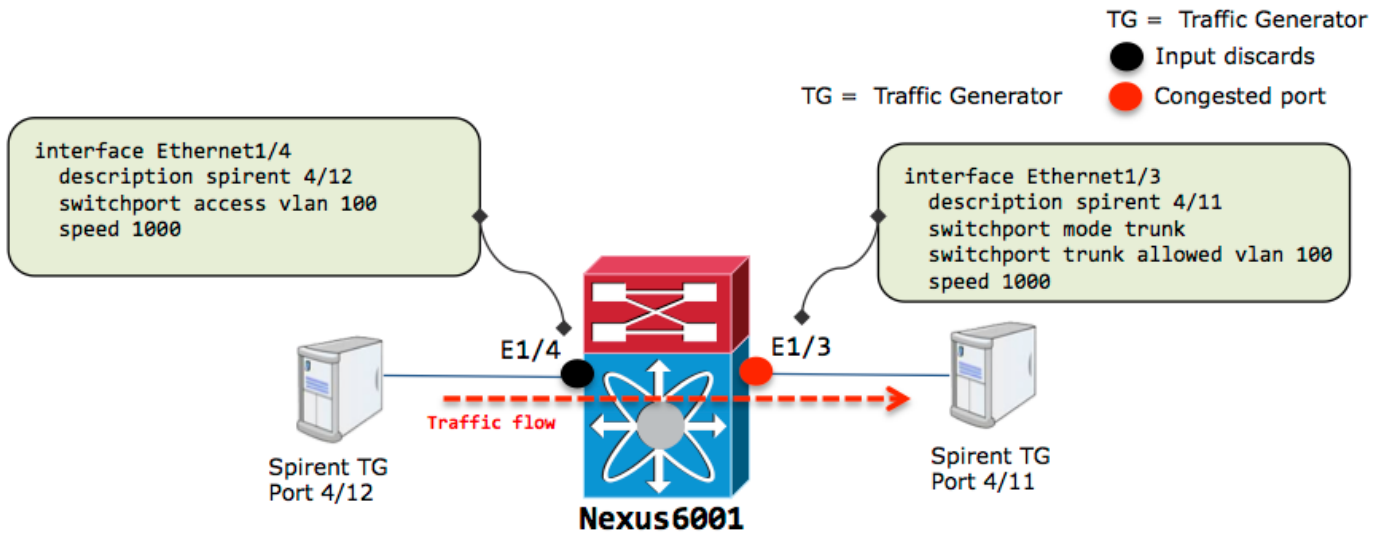 TG = Traffic Generator
Input discards
TG = Traffic Generator
Congested port
interface Ethernet1/4
description spirent 4/12
switchport access vlan 100
speed 1000
interface Ethernet1/3
description spirent 4/11
switchport mode trunk
switchport trunk allowed vlan 100
speed 1000
E1/4
E1/3
Traffic flow
Spirent TG
Port 4/12
Spirent TG
Port 4/11
Nexus6001